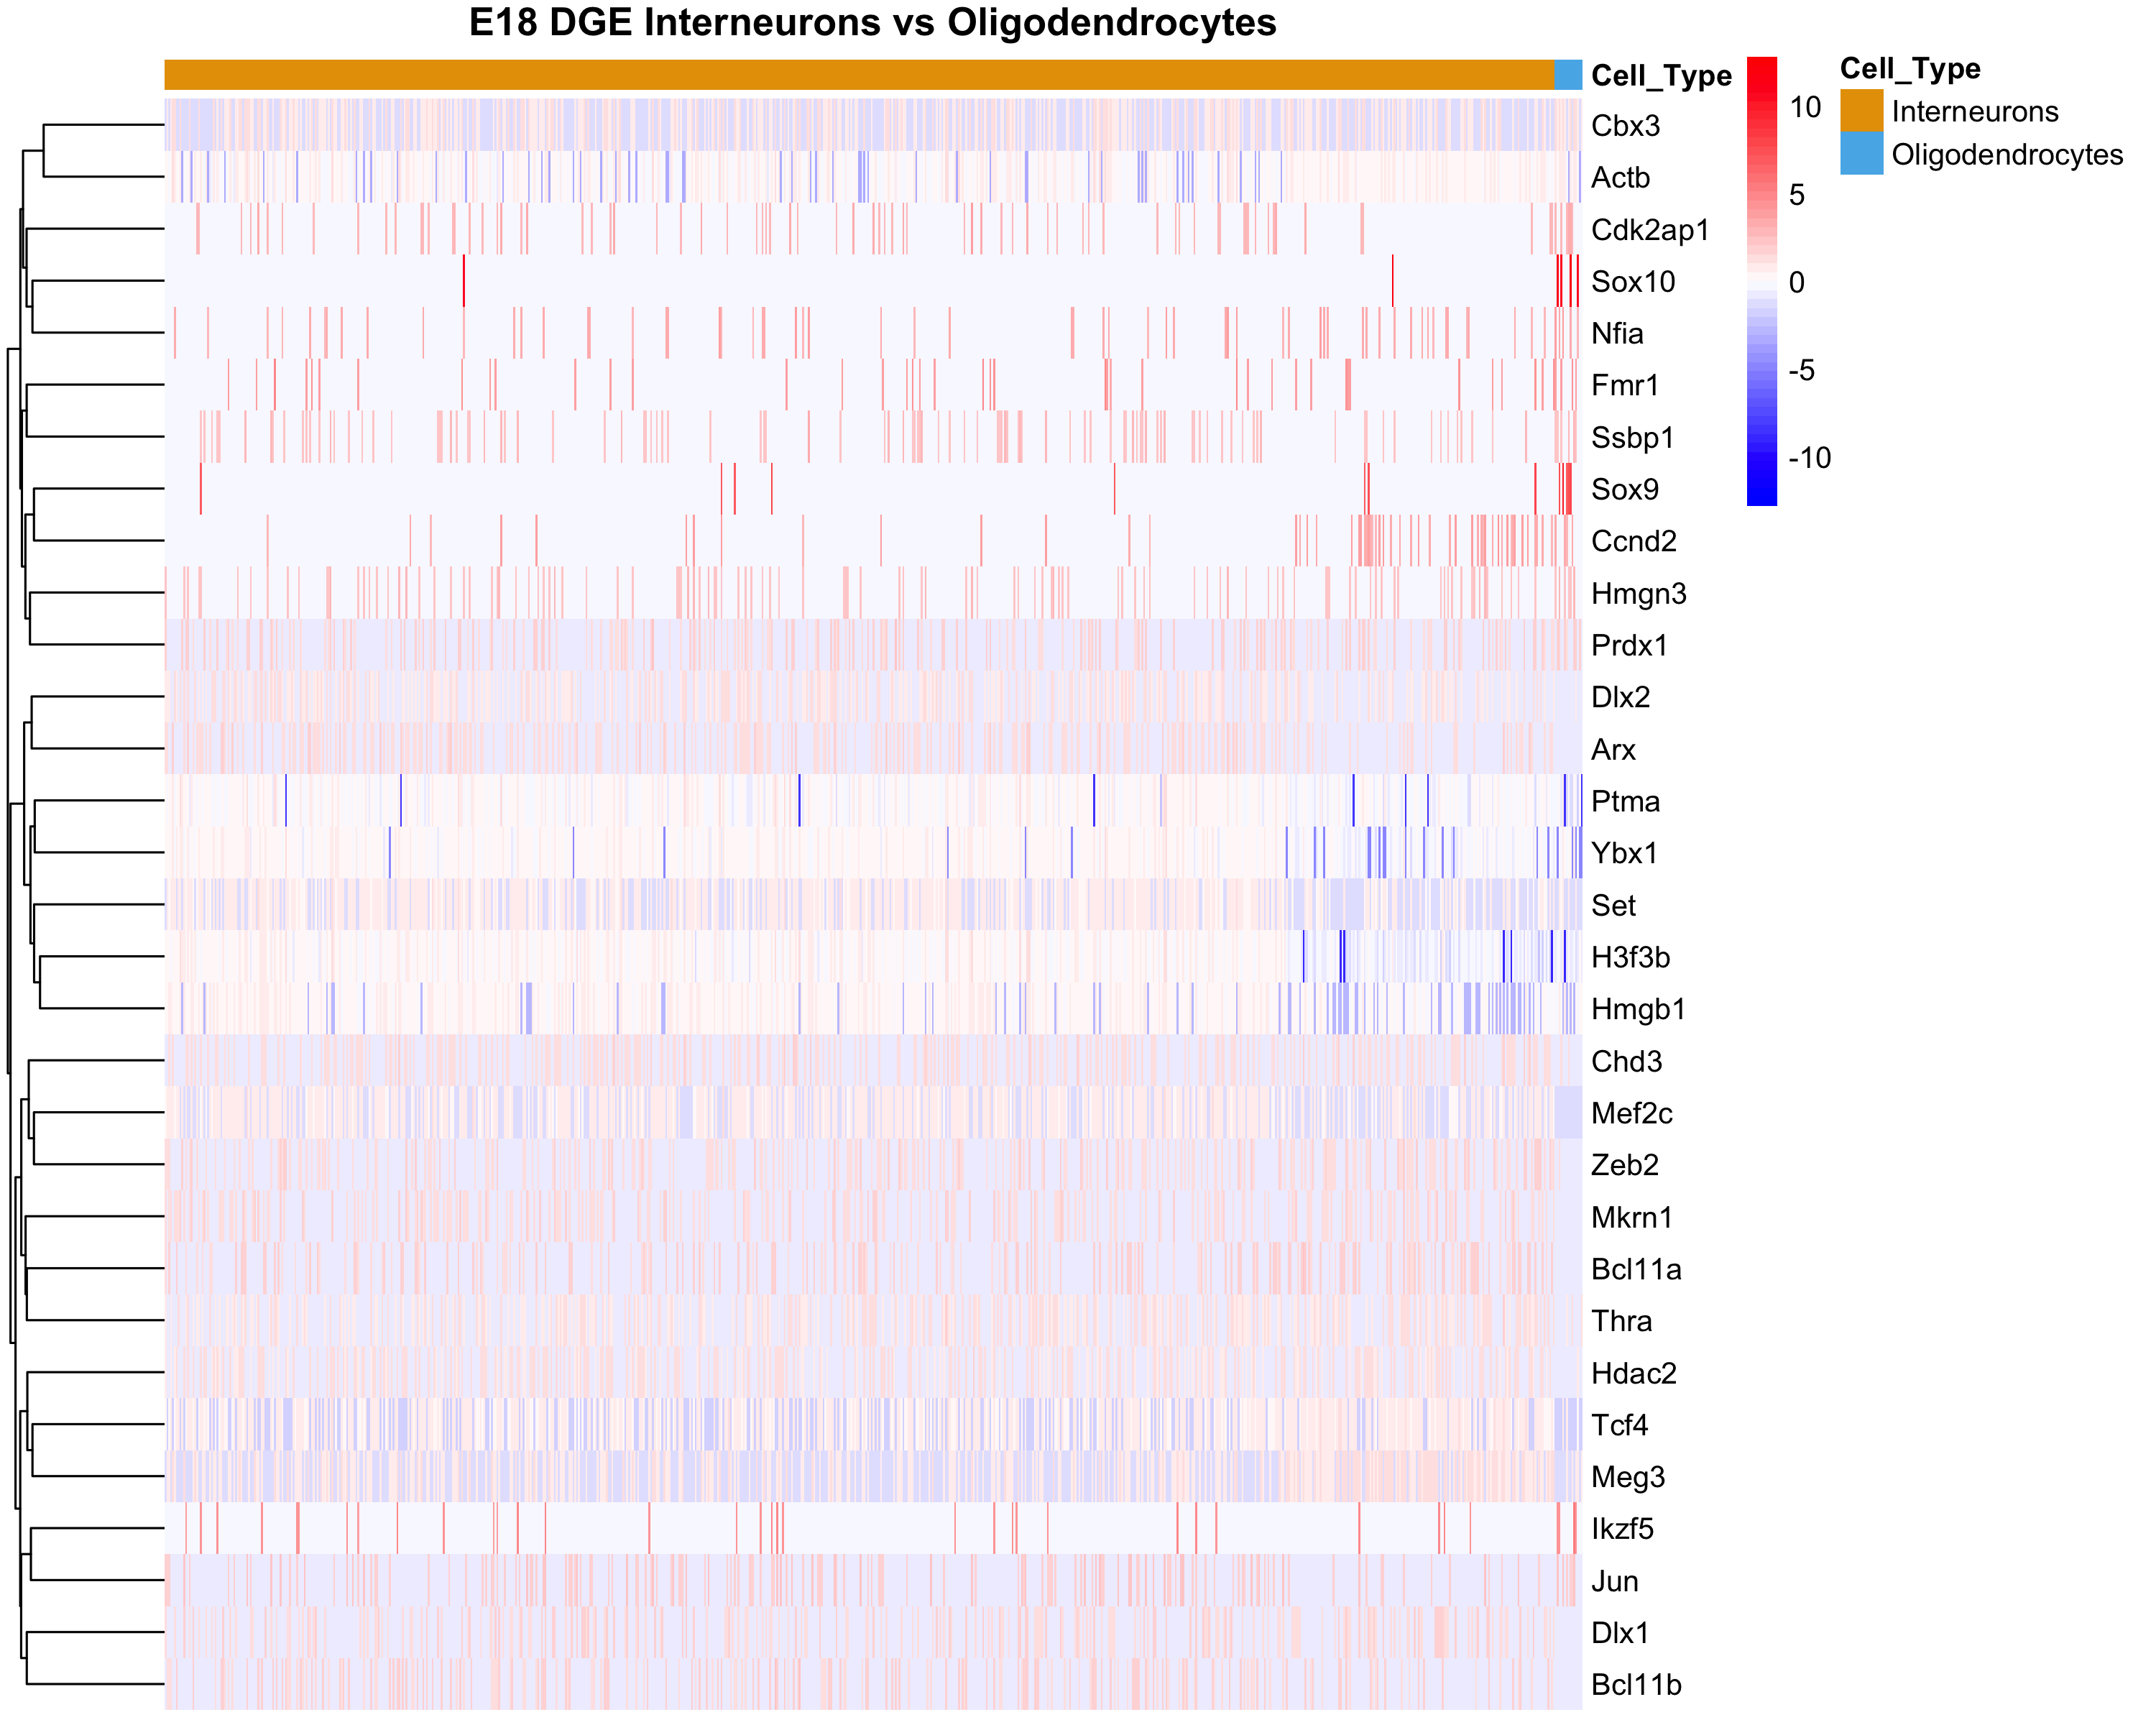 E18 DGE Interneurons vs Oligodendrocytes
Cell_Type
Cbx3
Actb
Cdk2ap1
Sox10
Nfia
Fmr1
Ssbp1
Sox9
Ccnd2
Hmgn3
Prdx1
Dlx2
Arx
Ptma
Ybx1
Set
H3f3b
Hmgb1
Chd3
Mef2c
Zeb2
Mkrn1
Bcl11a
Thra
Hdac2
Tcf4
Meg3
Ikzf5
Jun
Dlx1
Bcl11b
10
5
0
-5
-10
Cell_Type
Interneurons
Oligodendrocytes